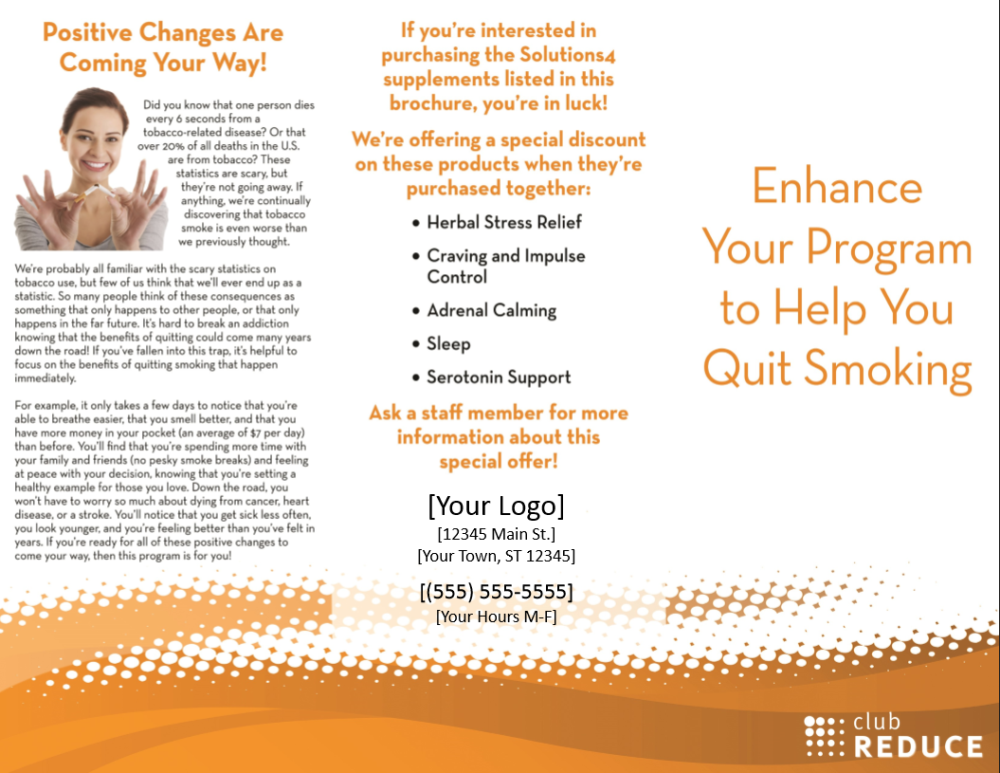 Positive Changes Are
Coming Your Way!
Did you know that one person dies
every 6 seconds from a
tobacco-related disease? Or that
over 20% of all deaths in the U.S.
are from tobacco? These
statistics are scary, but
they're not going away. If
anything, we're continually
discovering that tobacco
smoke is even worse than
we previously thought.
We're probably all familiar with the scary statistics on
tobacco use, but few of us think that we'll ever end up as a
statistic. So many people think of these consequences as
something that only happens to other people, or that only
happens in the far future. It's hard to break an addiction
knowing that the benefits of quitting could come many years
down the road! If you've fallen into this trap, it's helpful to
focus on the benefits of quitting smoking that happen
immediately.
For example, it only takes a few days to notice that you're
able to breathe easier, that you smell better, and that you
have more money in your pocket (an average of $7 per day)
than before. You'll find that you're spending more time with
your family and friends (no pesky smoke breaks) and feeling
at peace with your decision, knowing that you're setting a
healthy example for those you love. Down the road, you
won't have to worry so much about dying from cancer, heart
disease, or a stroke. You'll notice that you get sick less often,
you look younger, and you're feeling better than you've felt in
years. If you're ready for all of these positive changes to
come your way, then this program is for you!
If you're interested in
purchasing the Solutions4
supplements listed in this
brochure, you're in luck!
We're offering a special discount
on these products when they're
purchased together:
• Herbal Stress Relief
• Craving and Impulse
Control
• Adrenal Calming
• Sleep
• Serotonin Support
Ask a staff member for more
information about this
special offer!
[Your Logo]
[12345 Main St.]
[Your Town, ST 12345]
[(555) 555-5555]
[Your Hours M-F]
Enhance
Your Program
to Help You
Quit Smoking
club
REDUCE